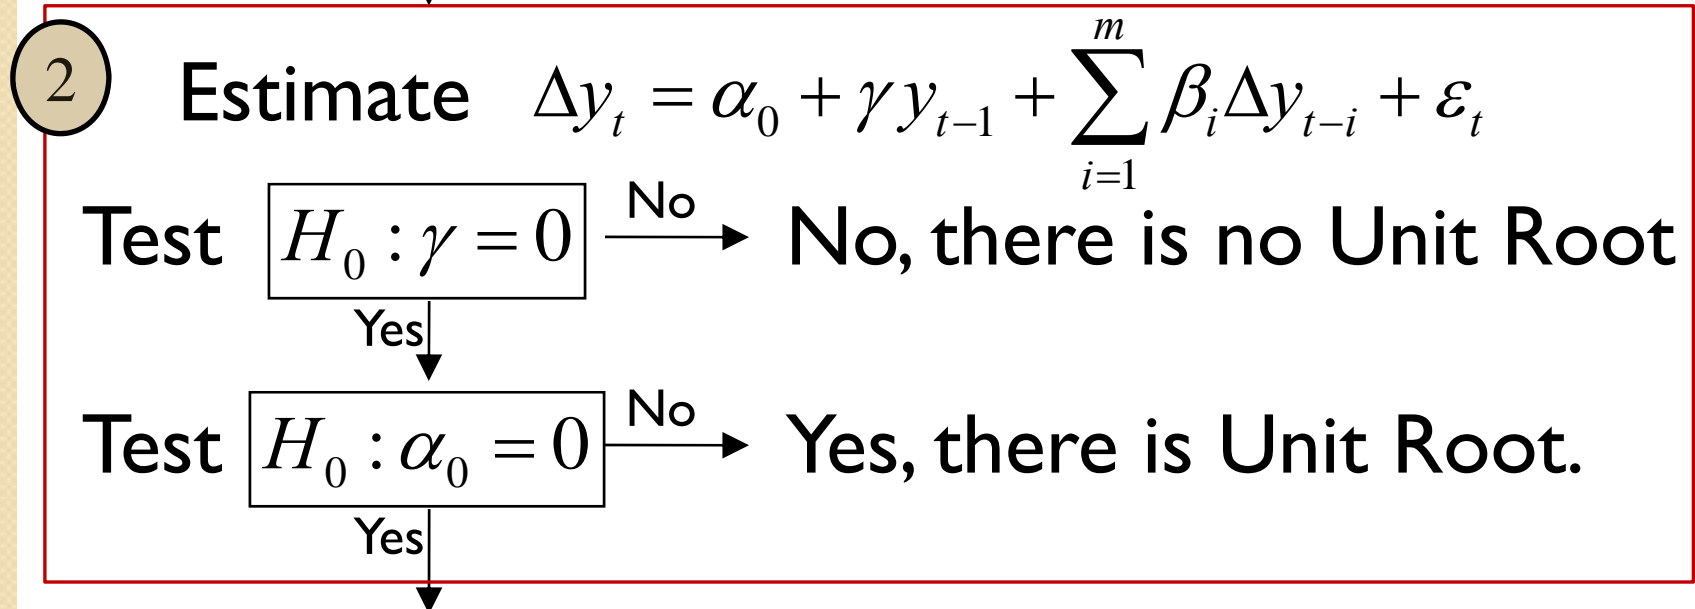 2 Estimate Δy_t = α_0 + γy_{t−1} + ∑_{i=1}^{m} β_iΔy_{t−i} + ε_t
Test H_0 : γ = 0 No No, there is no Unit Root
Yes
Test H_0 : α_0 = 0 No Yes, there is Unit Root.
Yes